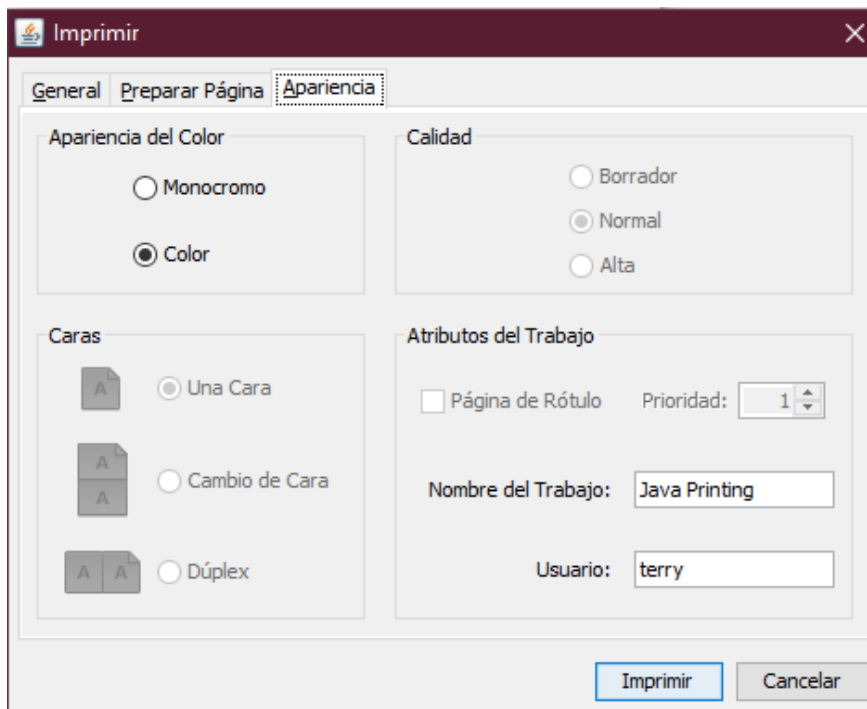 Imprimir
General Preparar Página Apariencia
Apariencia del Color
Monocromo
Color
Calidad
Borrador
Normal
Alta
Caras
A Una Cara
A
A
Cambio de Cara
A A Dúplex
Atributos del Trabajo
Página de Rótulo Prioridad: 1
Nombre del Trabajo: Java Printing
Usuario: terry
Imprimir Cancelar